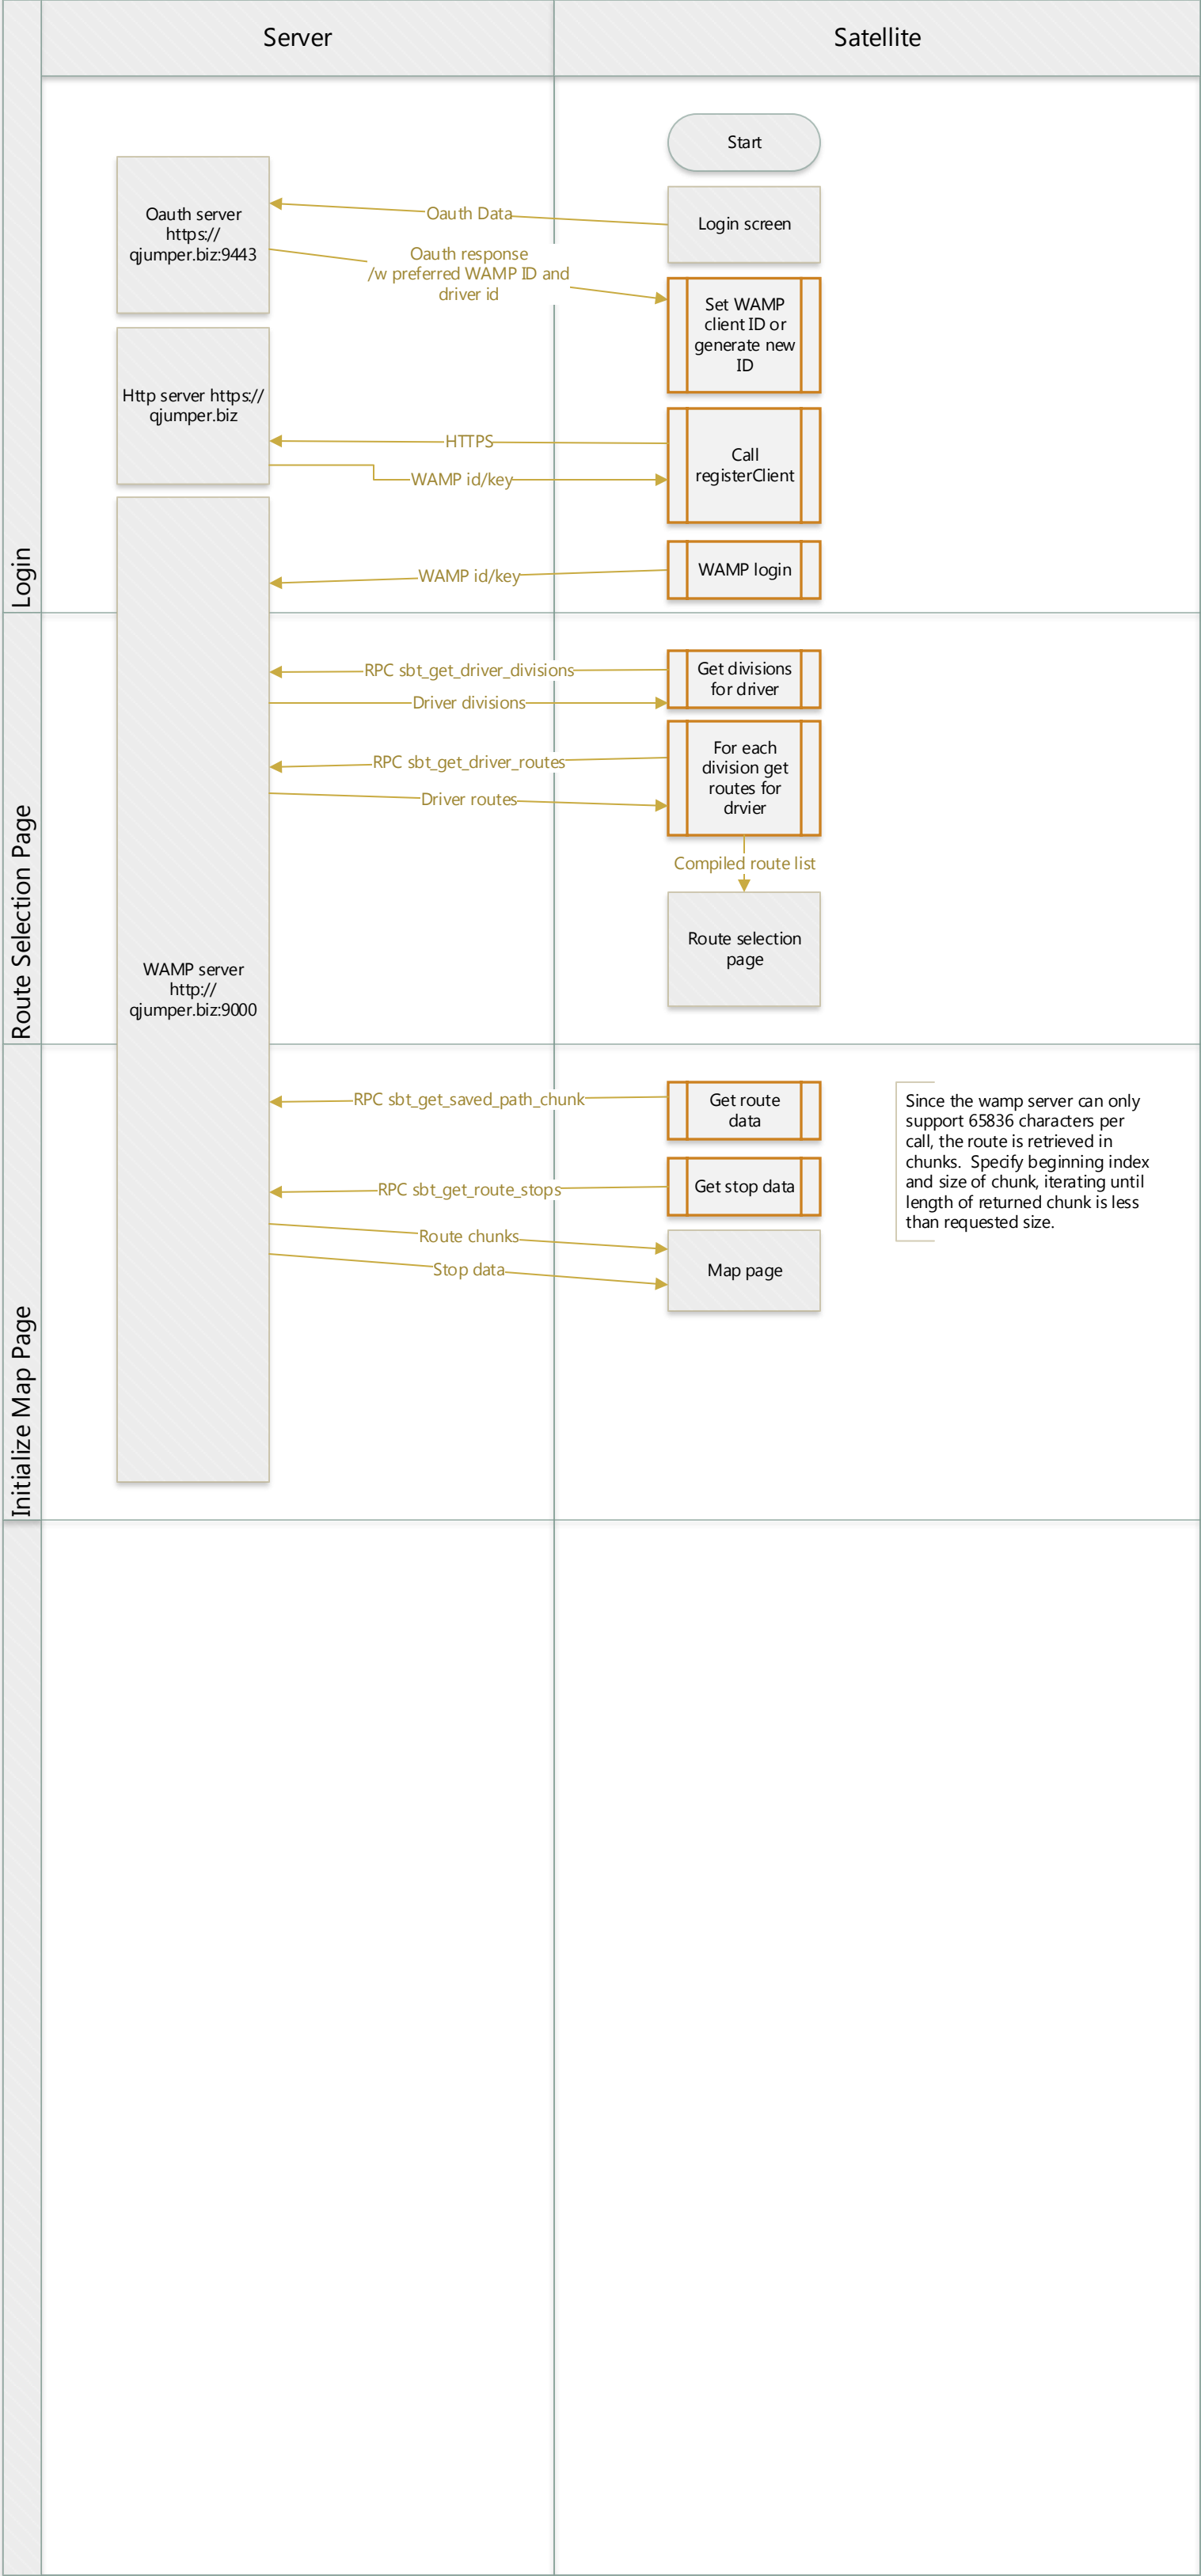 Server
Satellite
Login
Start
Oauth server
https://
qjumper.biz:9443
Oauth Data
Login screen
Oauth response
/w preferred WAMP ID and
driver id
Set WAMP
client ID or
generate new
ID
Http server https://
qjumper.biz
HTTPS
WAMP id/key
Call
registerClient
WAMP id/key
WAMP login
Route Selection Page
RPC sbt_get_driver_divisions
Driver divisions
Get divisions
for driver
RPC sbt_get_driver_routes
Driver routes
For each
division get
routes for
drvier
Compiled route list
Route selection
page
WAMP server
http://
qjumper.biz:9000
Initialize Map Page
RPC sbt_get_saved_path_chunk
Get route
data
RPC sbt_get_route_stops
Get stop data
Route chunks
Stop data
Map page
Since the wamp server can only
support 65836 characters per
call, the route is retrieved in
chunks.  Specify beginning index
and size of chunk, iterating until
length of returned chunk is less
than requested size.